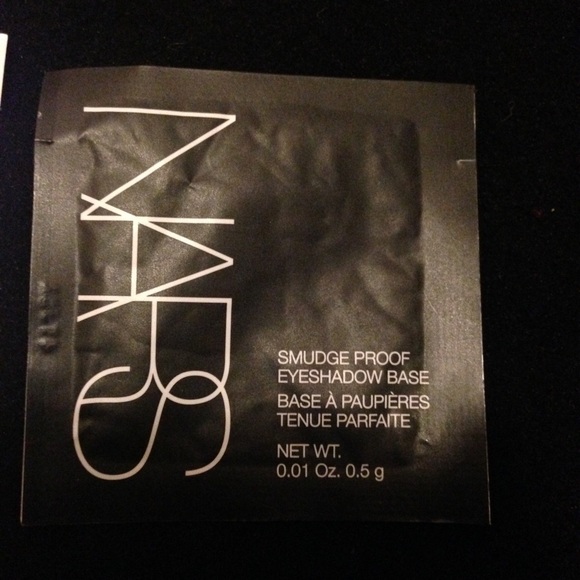 NARS
SMUDGE PROOF
EYESHADOW BASE
BASE À PAUPIÈRES
TENUE PARFAITE
NET WT.
0.01 Oz. 0.5 g